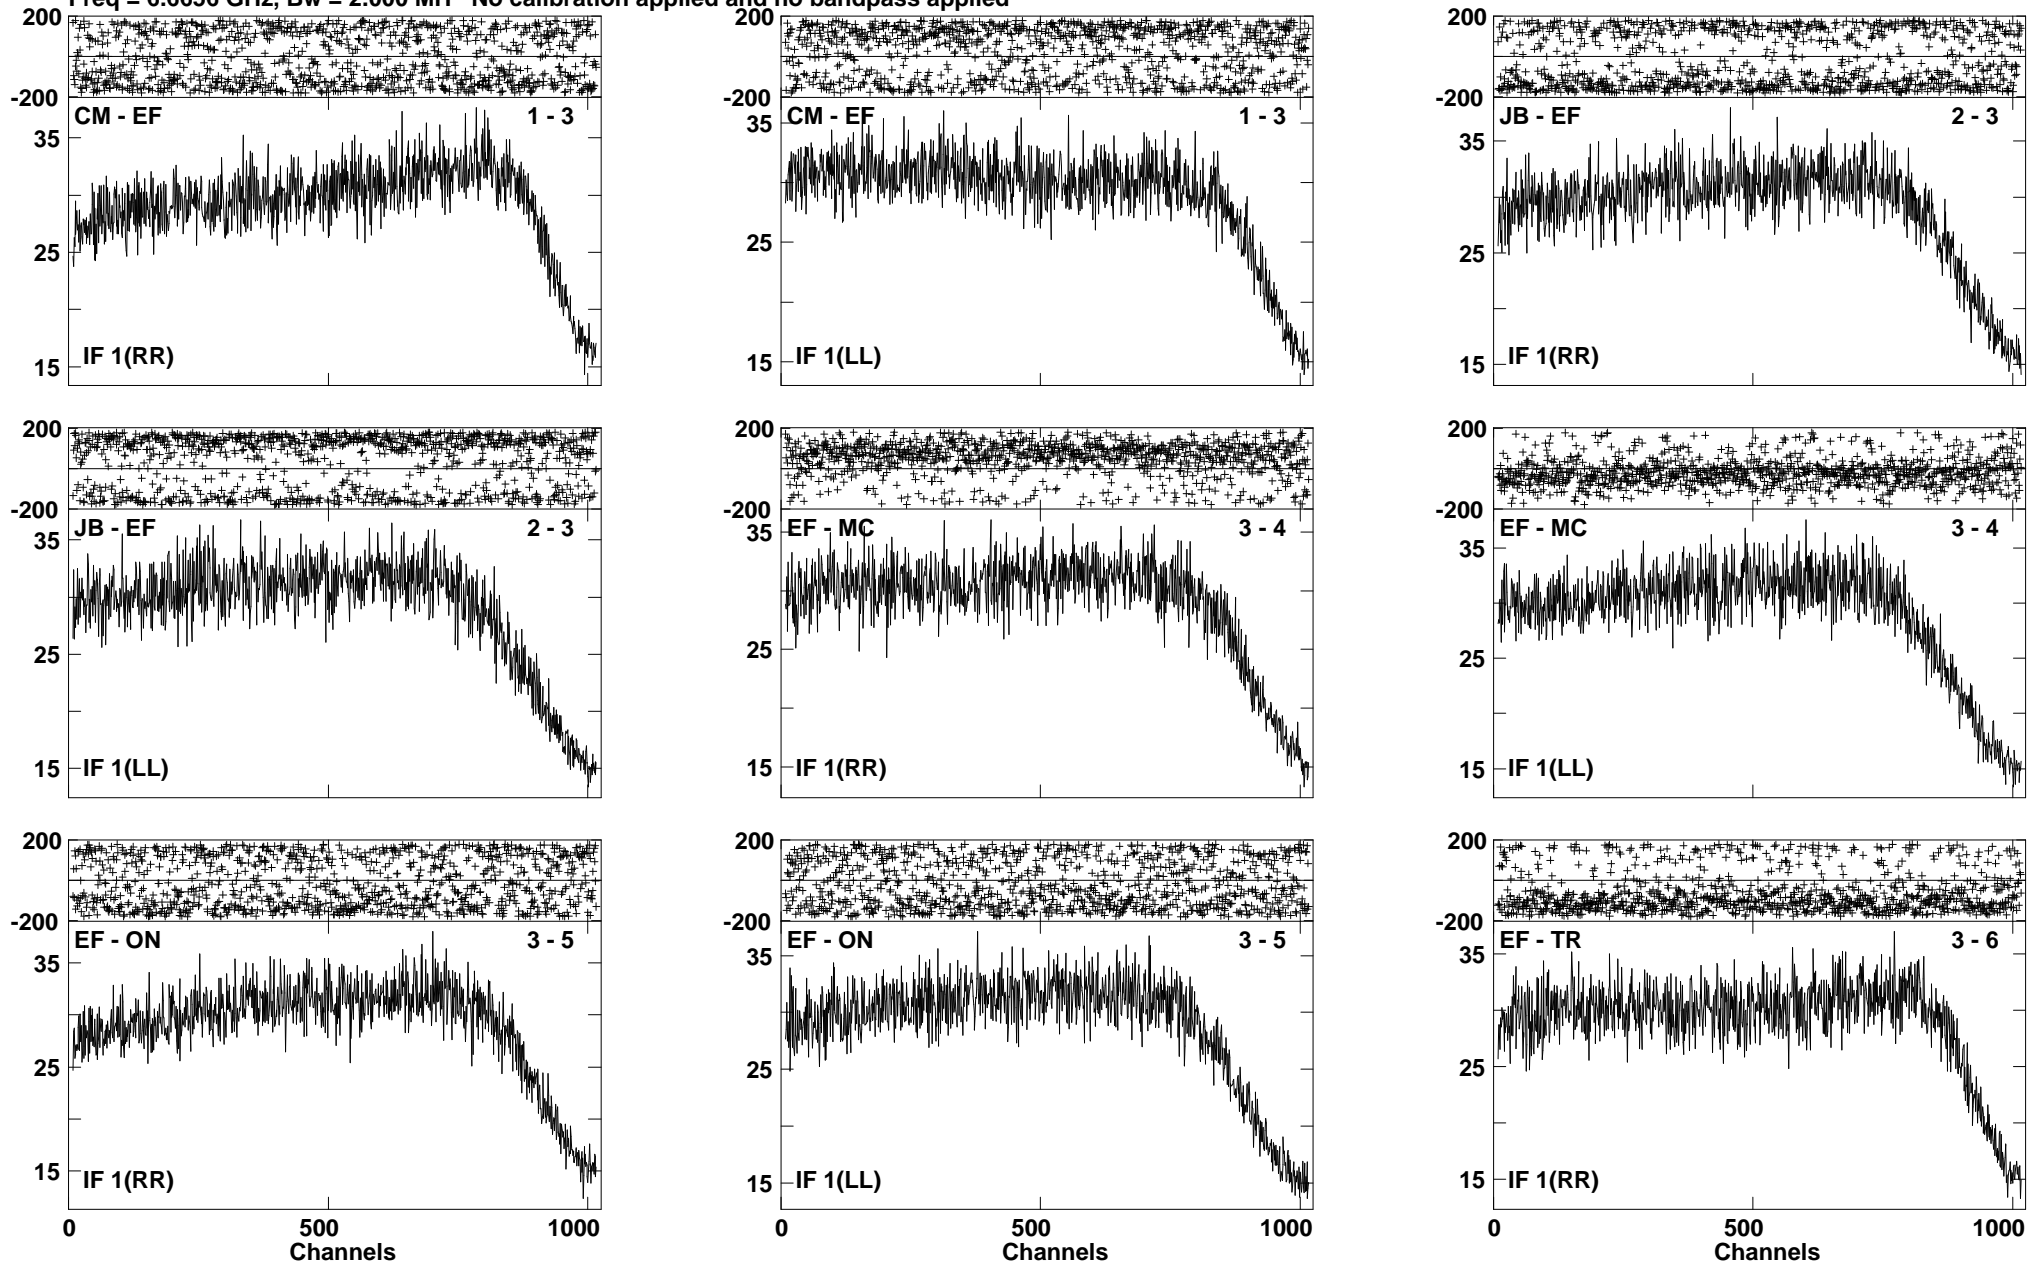 Freq = GHz, Bw = 2.000 MH No calibration applied and no bandpass applied
200
-200
CM - EF 1 - 3
35
25
15
IF 1(RR)
200
-200
CM - EF 1 - 3
35
25
15
IF 1(LL)
200
-200
JB - EF 2 - 3
35
25
15
IF 1(RR)
200
-200
JB - EF 2 - 3
35
25
15
IF 1(LL)
200
-200
EF - MC 3 - 4
35
25
15
IF 1(RR)
200
-200
EF - MC 3 - 4
35
25
15
IF 1(LL)
200
-200
EF - ON 3 - 5
35
25
15
IF 1(RR)
0 500 1000
Channels
200
-200
EF - ON 3 - 5
35
25
15
IF 1(LL)
0 500 1000
Channels
200
-200
EF - TR 3 - 6
35
25
15
IF 1(RR)
0 500 1000
Channels